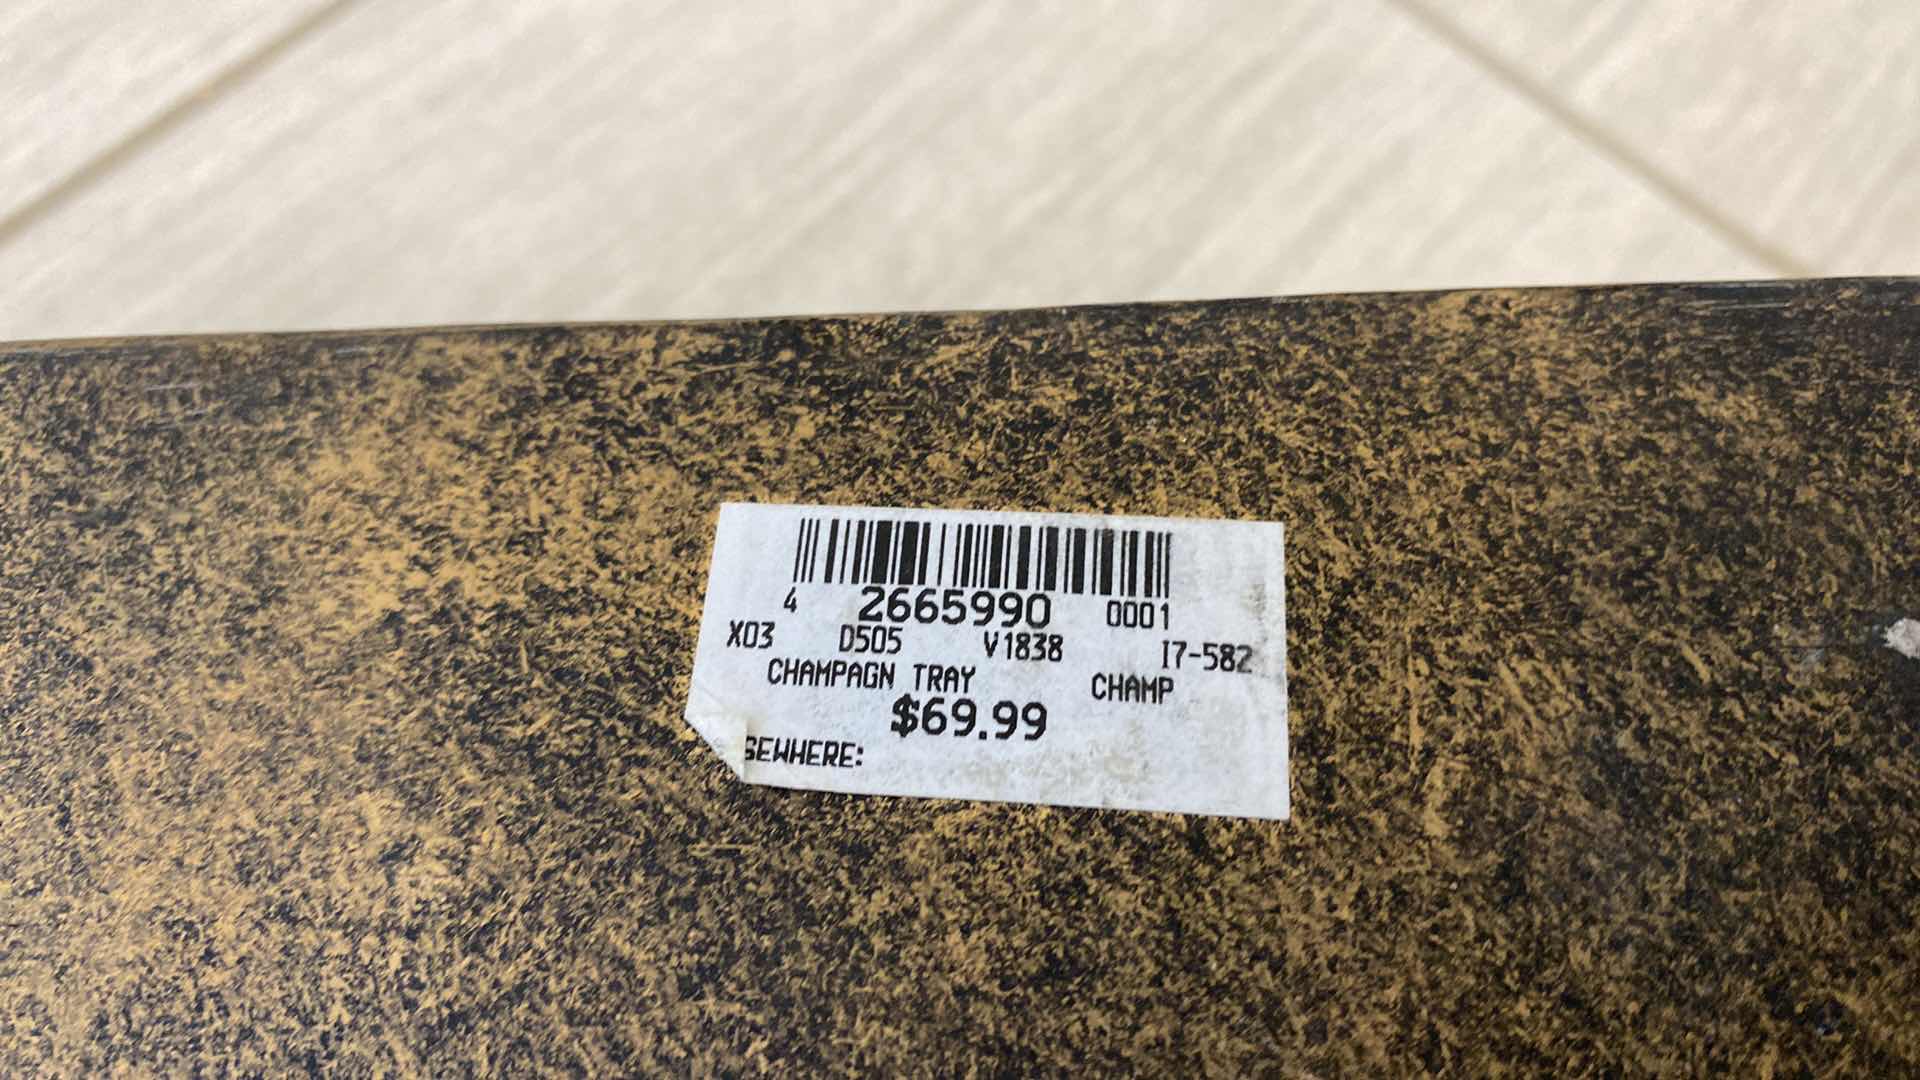 4 2665990 0001
X03 D505 V1838 I7-582
CHAMPAGN TRAY CHAMP
$69.99
SEWHERE: